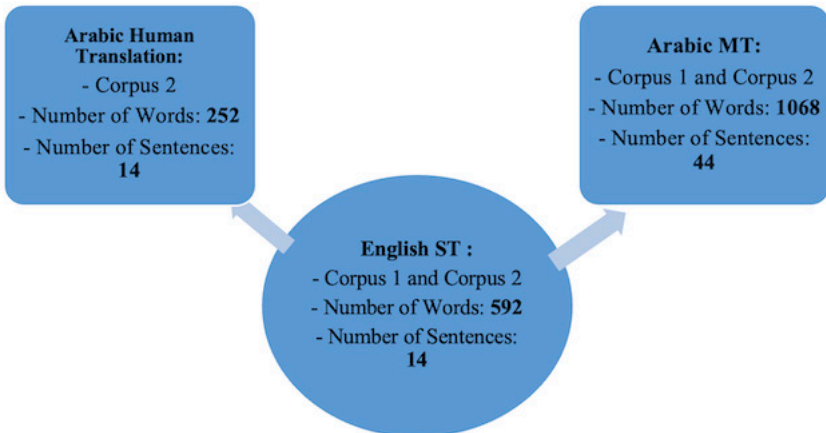 Arabic Human
Translation:
- Corpus 2
- Number of Words: 252
- Number of Sentences:
14
Arabic MT:
- Corpus 1 and Corpus 2
- Number of Words: 1068
- Number of Sentences:
44
English ST :
- Corpus 1 and Corpus 2
- Number of Words: 592
- Number of Sentences:
14